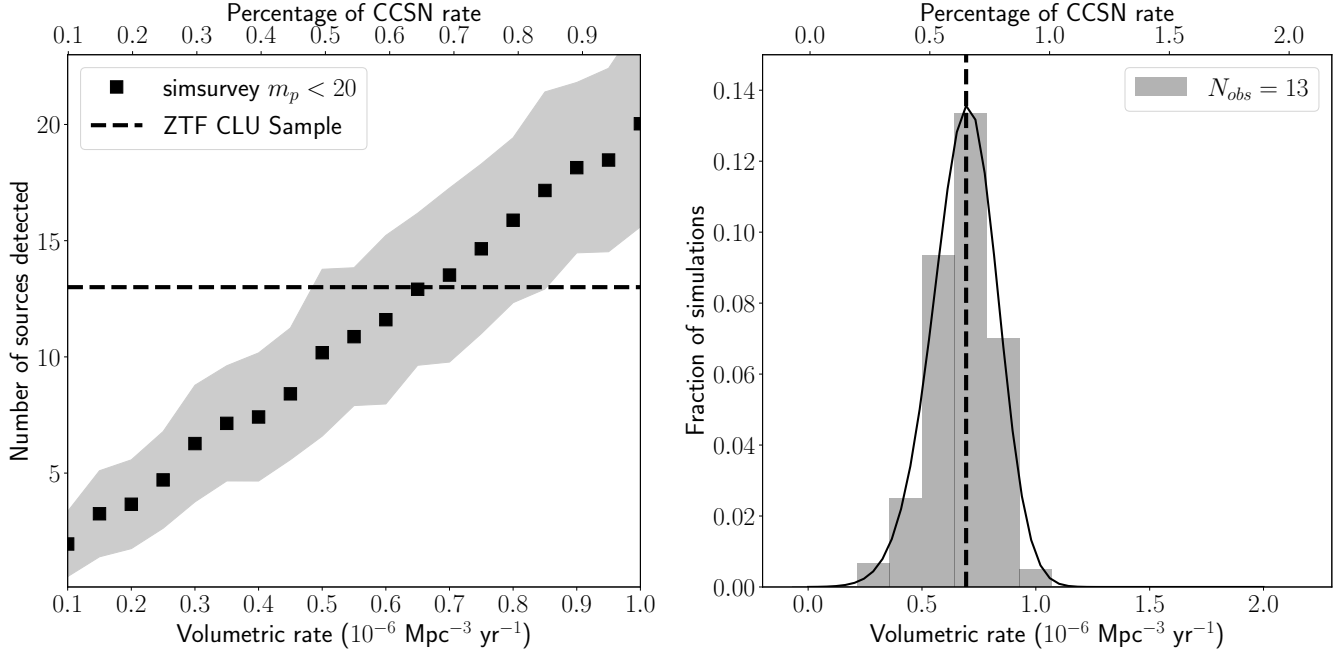 Percentage of CCSN rate
0.1 0.2 0.3 0.4 0.5 0.6 0.7 0.8 0.9
simsurvey m_p < 20
ZTF CLU Sample
Number of sources detected
20
15
10
5
0.1 0.2 0.3 0.4 0.5 0.6 0.7 0.8 0.9 1.0
Volumetric rate (10^{-6} Mpc^{-3} yr^{-1})
Percentage of CCSN rate
0.0 0.5 1.0 1.5 2.0
N_{obs} = 13
Fraction of simulations
0.14
0.12
0.10
0.08
0.06
0.04
0.02
0.00
0.0 0.5 1.0 1.5 2.0
Volumetric rate (10^{-6} Mpc^{-3} yr^{-1})